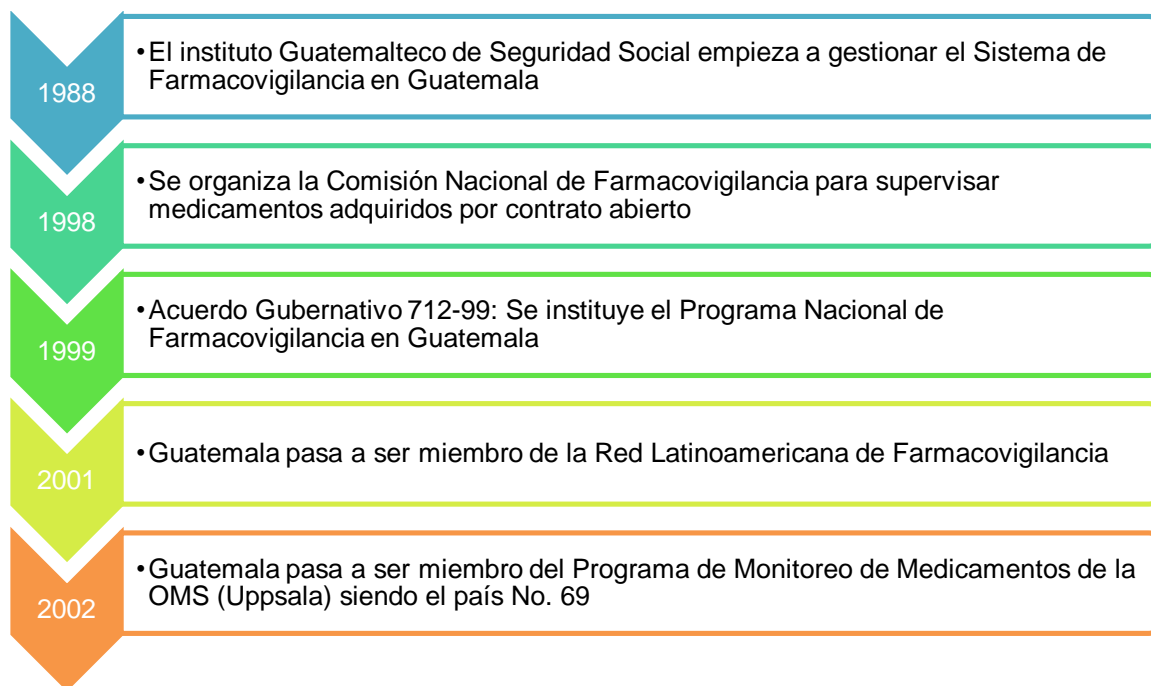 1988
•El instituto Guatemalteco de Seguridad Social empieza a gestionar el Sistema de
Farmacovigilancia en Guatemala
1998
•Se organiza la Comisión Nacional de Farmacovigilancia para supervisar
medicamentos adquiridos por contrato abierto
1999
•Acuerdo Gubernativo 712-99: Se instituye el Programa Nacional de
Farmacovigilancia en Guatemala
2001
•Guatemala pasa a ser miembro de la Red Latinoamericana de Farmacovigilancia
2002
•Guatemala pasa a ser miembro del Programa de Monitoreo de Medicamentos de la
OMS (Uppsala) siendo el país No. 69